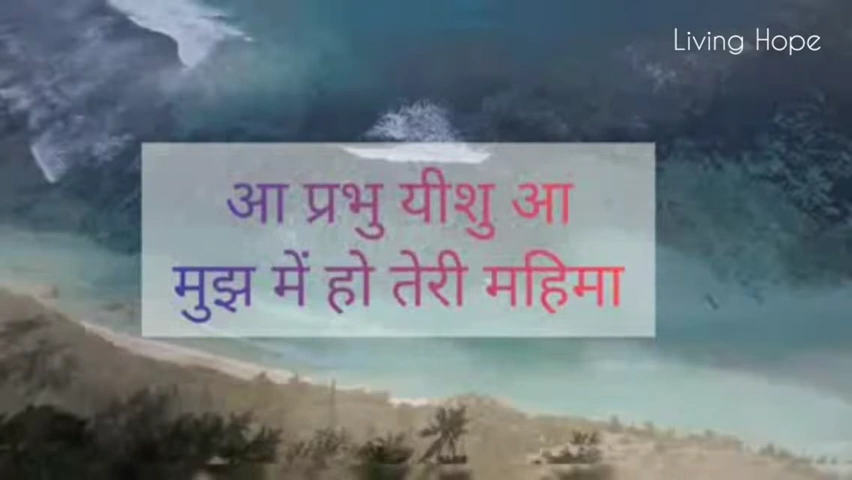 Living Hope
आ प्रभु यीशु आ
मुझ में हो तेरी महिमा